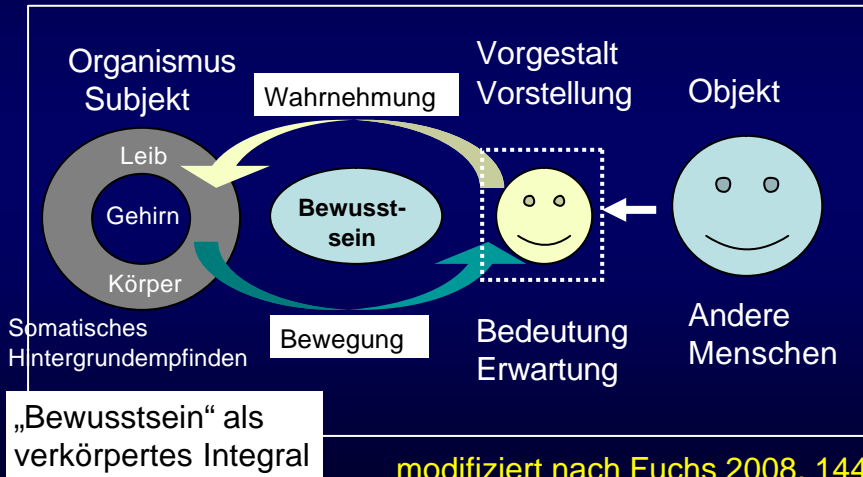 Organismus
Subjekt
Leib
Gehirn
Körper
Somatisches
Hintergrundempfinden
Wahrnehmung
Bewusst-
sein
Bewegung
Vorgestalt
Vorstellung
Bedeutung
Erwartung
Objekt
Andere
Menschen
„Bewusstsein“ als
verkörpertes Integral
modifiziert nach Fuchs 2008, 144